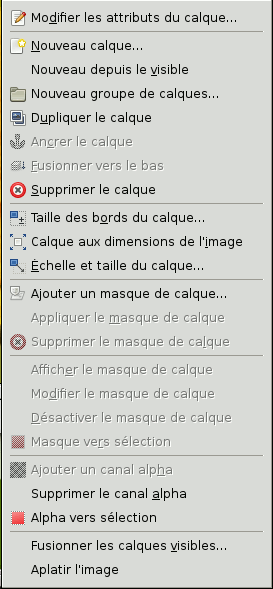 Modifier les attributs du calque...
Nouveau calque...
Nouveau depuis le visible
Nouveau groupe de calques...
Dupliquer le calque
Ancrer le calque
Fusionner vers le bas
Supprimer le calque
Taille des bords du calque...
Calque aux dimensions de l'image
Échelle et taille du calque...
Ajouter un masque de calque...
Appliquer le masque de calque
Supprimer le masque de calque
Afficher le masque de calque
Modifier le masque de calque
Désactiver le masque de calque
Masque vers sélection
Ajouter un canal alpha
Supprimer le canal alpha
Alpha vers sélection
Fusionner les calques visibles...
Aplatir l'image